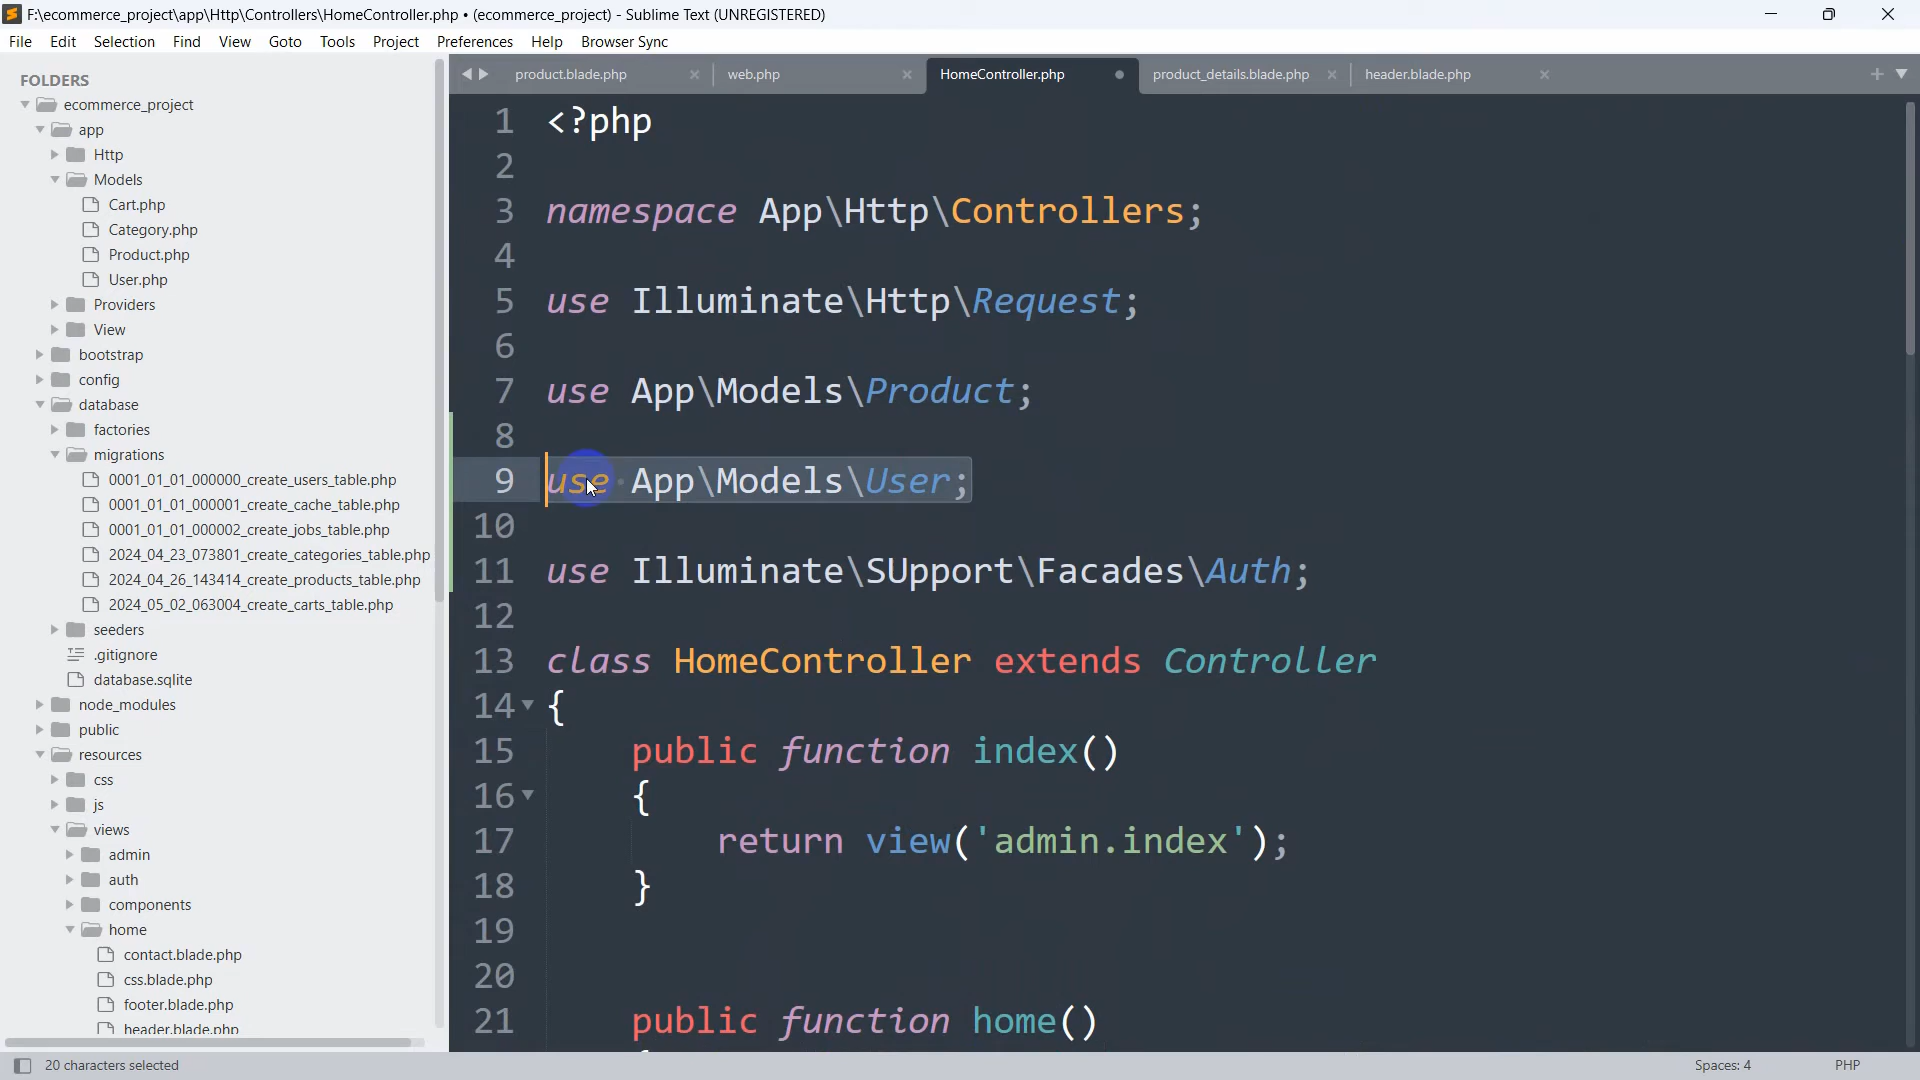 F:\ecommerce_project\app\Http\Controllers\HomeController.php • (ecommerce_project) - Sublime Text (UNREGISTERED)
File Edit Selection Find View Goto Tools Project Preferences Help Browser Sync
FOLDERS
ecommerce_project
app
Http
Models
Cart.php
Category.php
Product.php
User.php
Providers
View
bootstrap
config
database
factories
migrations
0001_01_01_000000_create_users_table.php
0001_01_01_000001_create_cache_table.php
0001_01_01_000002_create_jobs_table.php
2024_04_23_073801_create_categories_table.php
2024_04_26_143414_create_products_table.php
2024_05_02_063004_create_carts_table.php
seeders
.gitignore
database.sqlite
node_modules
public
resources
css
js
views
admin
auth
components
home
contact.blade.php
css.blade.php
footer.blade.php
header.blade.php
product.blade.php web.php HomeController.php product_details.blade.php header.blade.php
1 <?php
2
3 namespace App\Http\Controllers;
4
5 use Illuminate\Http\Request;
6
7 use App\Models\Product;
8
9 use App\Models\User;
10
11 use Illuminate\SUpport\Facades\Auth;
12
13 class HomeController extends Controller
14 {
15 public function index()
16 {
17 return view('admin.index');
18 }
19
20
21 public function home()
20 characters selected Spaces: 4 PHP